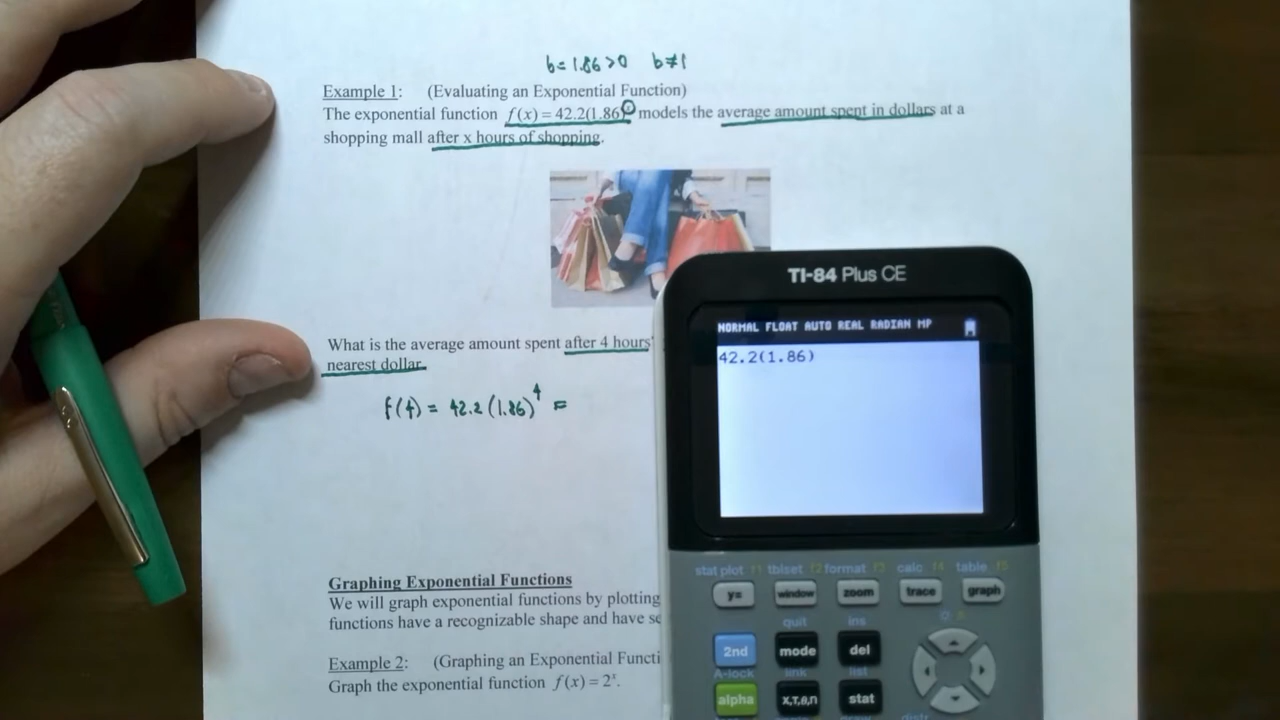 b = 1.86 > 0 b ≠ 1
Example 1: (Evaluating an Exponential Function)
The exponential function f(x) = 42.2(1.86)ˣ models the average amount spent in dollars at a
shopping mall after x hours of shopping.
What is the average amount spent after 4 hours
nearest dollar.
f(4) = 42.2(1.86)⁴ =
Graphing Exponential Functions
We will graph exponential functions by plotting
functions have a recognizable shape and have
Example 2: (Graphing an Exponential
Graph the exponential function f(x) = 2ˣ.
TI-84 Plus CE
NORMAL FLOAT AUTO REAL RADIAN MP
42.2(1.86)
stat plot f1 tblset f2 format f3 calc f4 table f5
y= window zoom trace graph
quit ins
2nd mode del
A-lock link list
alpha X,T,θ,n stat
distr